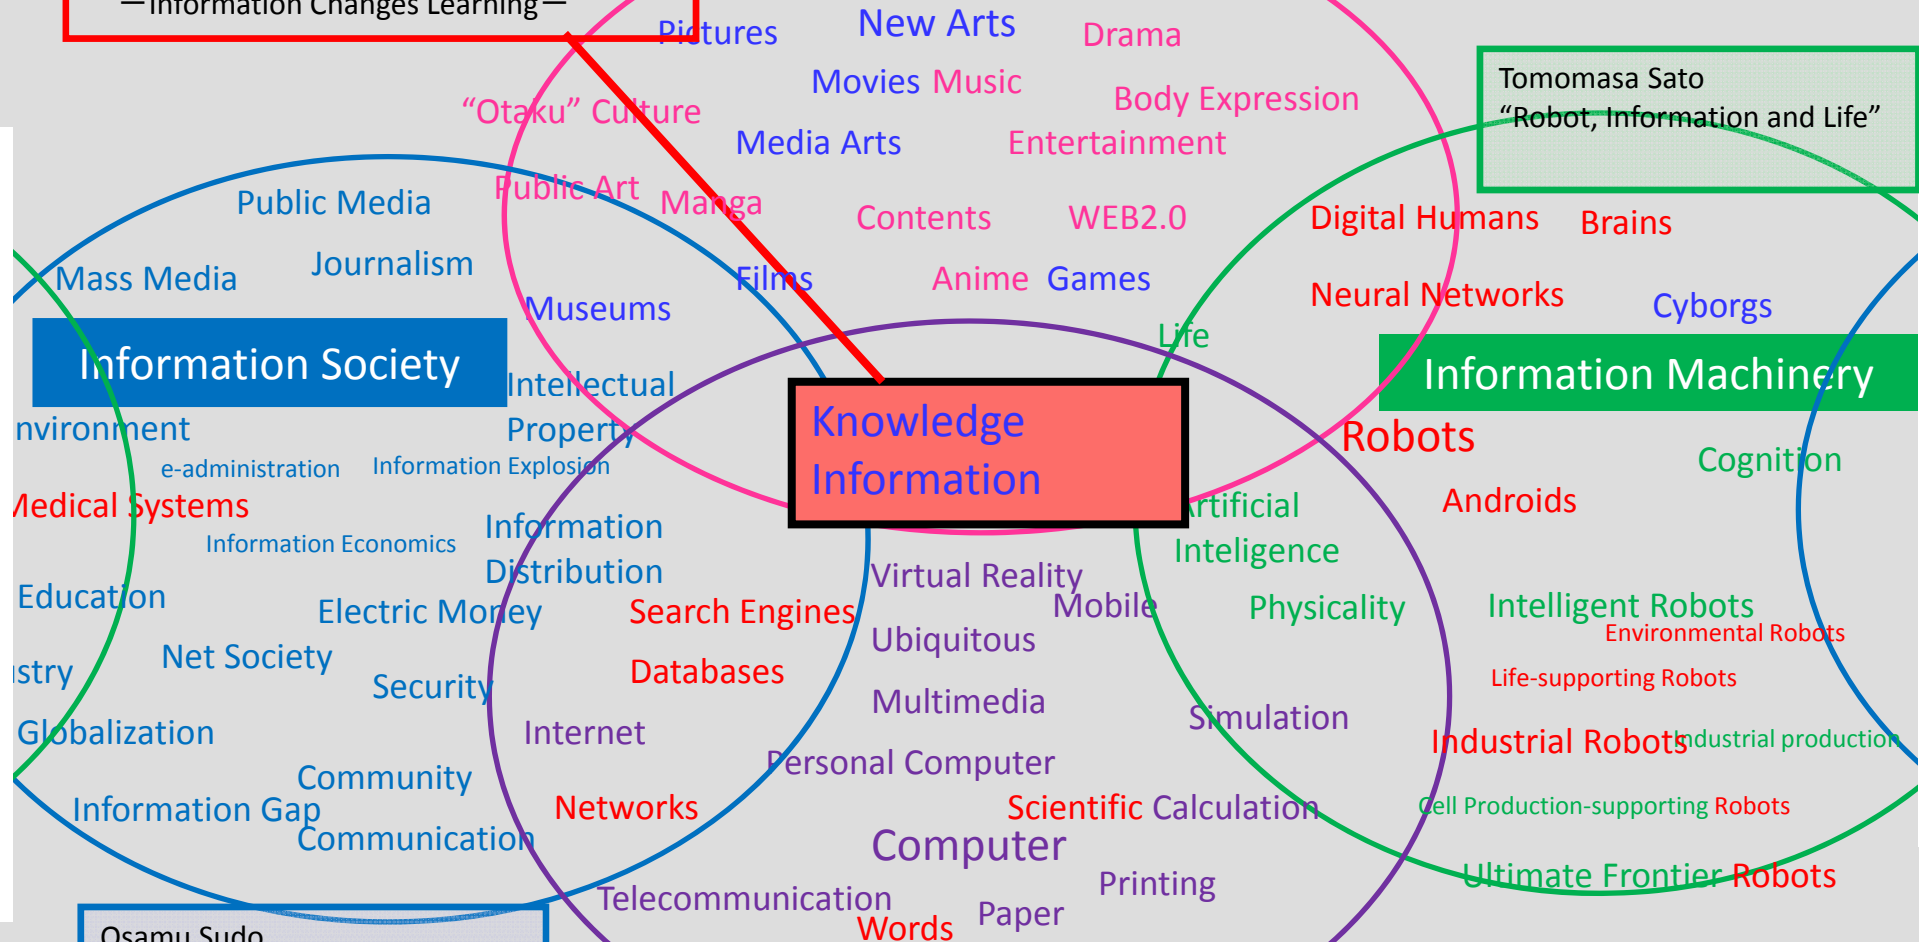 —Information Changes Learning—
Pictures
New Arts
Drama
Movies Music
Body Expression
Tomomasa Sato
“Robot, Information and Life”
“Otaku” Culture
Media Arts
Entertainment
Public Media
Public Art
Manga
Contents
WEB2.0
Digital Humans
Brains
Mass Media
Journalism
Museums
Films
Anime
Games
Neural Networks
Cyborgs
Life
Information Society
Information Machinery
Intellectual
Property
Knowledge
Information
Robots
nvironment
e-administration
Information Explosion
Cognition
Medical Systems
Androids
Information Economics
Information
Distribution
Artificial
Inteligence
Education
Electric Money
Search Engines
Virtual Reality
Mobile
Physicality
Intelligent Robots
Environmental Robots
Ubiquitous
stry
Net Society
Security
Databases
Life-supporting Robots
Multimedia
Globalization
Internet
Simulation
Industrial Robots
Industrial production
Community
Personal Computer
Information Gap
Networks
Scientific Calculation
Cell Production-supporting Robots
Communication
Computer
Ultimate Frontier Robots
Telecommunication
Printing
Words
Paper
Osamu Sudo